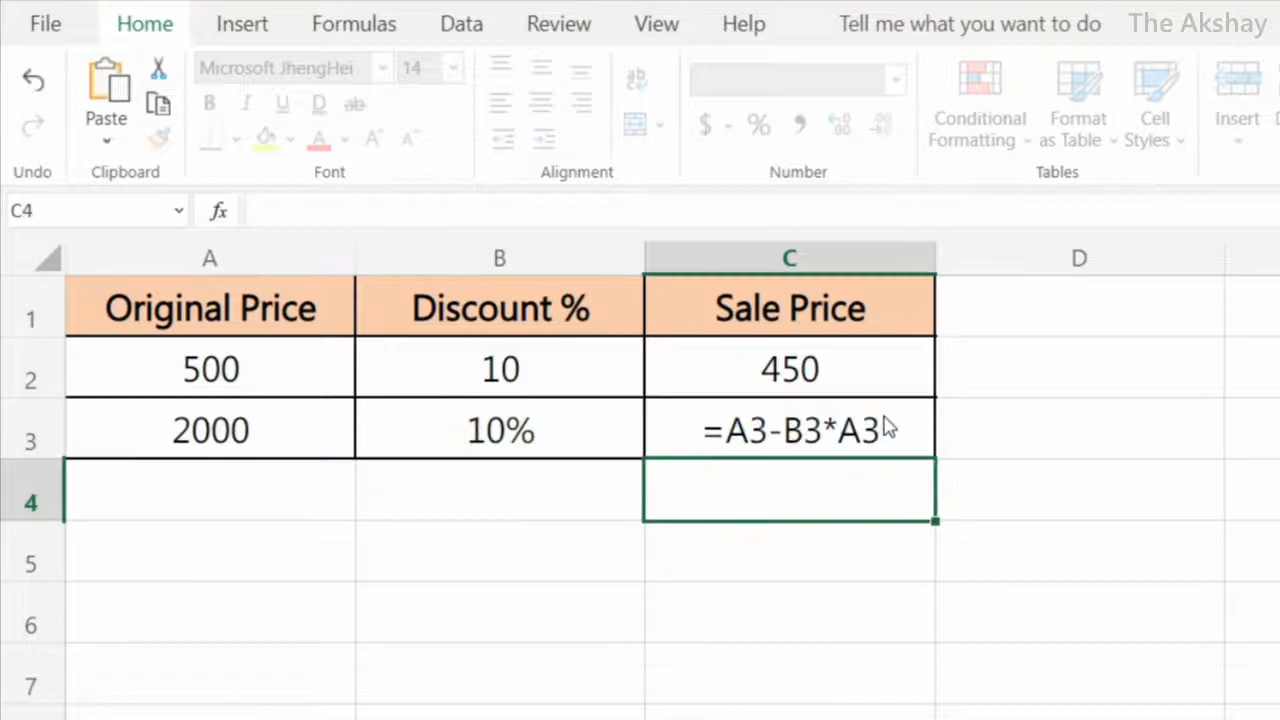 File Home Insert Formulas Data Review View Help Tell me what you want to do The Akshay
Microsoft JhengHei 14
Paste
B I U D ab
A A A
$ % 9
Conditional Formatting
Format as Table
Cell Styles
Insert
Undo Clipboard Font Alignment Number Tables
C4 fx
A B C D
1 Original Price Discount % Sale Price
2 500 10 450
3 2000 10% =A3-B3*A3
4
5
6
7